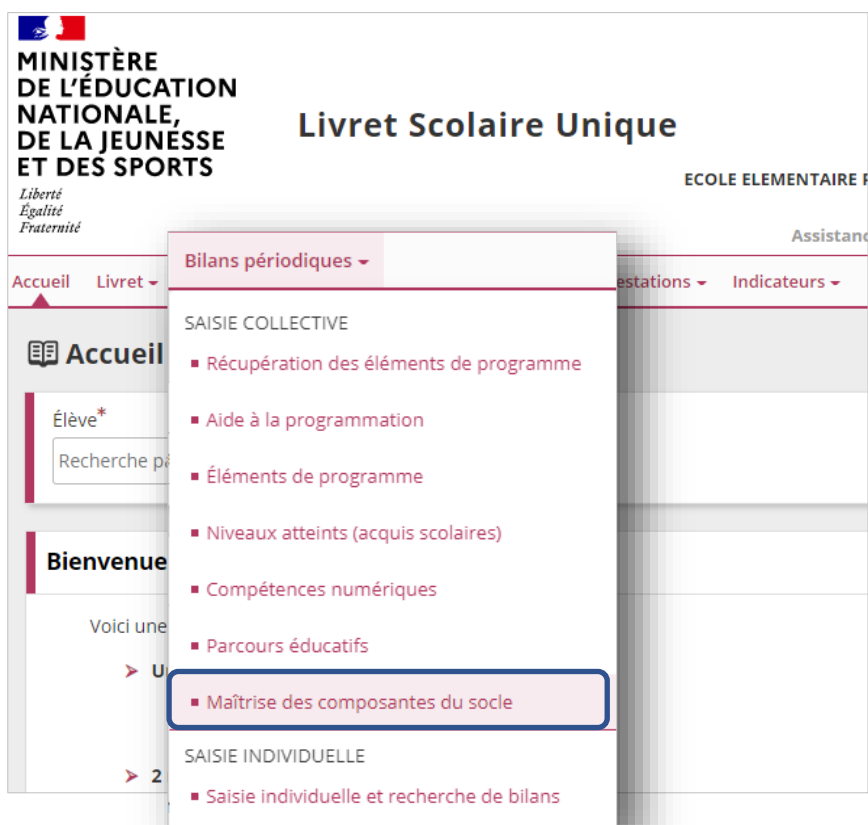 MINISTÈRE
DE L'ÉDUCATION
NATIONALE,
DE LA JEUNESSE
ET DES SPORTS
Liberté
Égalité
Fraternité
Livret Scolaire Unique
ECOLE ELEMENTAIRE
Accueil Livret
Bilans périodiques
Indicateurs
Accueil
Élève*
Recherche
Bienvenue
Voici une
2
SAISIE COLLECTIVE
Récupération des éléments de programme
Aide à la programmation
Éléments de programme
Niveaux atteints (acquis scolaires)
Compétences numériques
Parcours éducatifs
Maîtrise des composantes du socle
SAISIE INDIVIDUELLE
Saisie individuelle et recherche de bilans